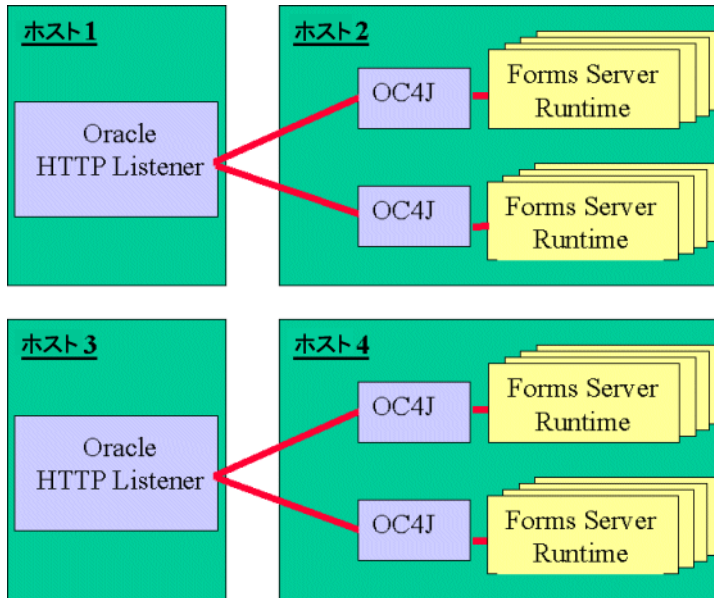 ホスト1
Oracle
HTTP Listener
ホスト2
OC4J
Forms Server
Runtime
OC4J
Forms Server
Runtime
ホスト3
Oracle
HTTP Listener
ホスト4
OC4J
Forms Server
Runtime
OC4J
Forms Server
Runtime